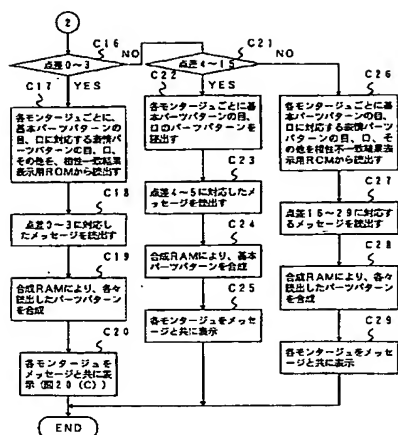 2
C16
点差0~3
NO
C21
点差4~15
NO
C17
YES
C22
YES
C26
各モンタージュごとに、
基本パーツパターンの目、
口に対応する表情パーツ
パターンの目、口、
その他を、相性一致結果
表示用ROMから読出す
C18
点差0~3に対応し
たメッセージを読出す
C19
合成RAMにより、各々
読出したパーツパターン
を合成
C20
各モンタージュを
メッセージと共に表
示(図20(C))
各モンタージュごとに基
本パーツパターンの目、
口のパターンを
読出す
C23
点差4~5に対応したメ
ッセージを読出す
C24
合成RAMにより、基本
パーツパターンを合成
C25
各モンタージュをメッセー
ジと共に表示
各モンタージュごとに基本
パーツパターンの目、
口に対応する表情パーツ
パターンの目、口、そ
の他を相性不一致結果表
示用ROMから読出す
C27
点差16~29に対応す
るメッセージを読出す
C28
合成RAMにより、各々読
出したパーツパターンを
合成
C29
各モンタージュをメッセ
ージと共に表示
END